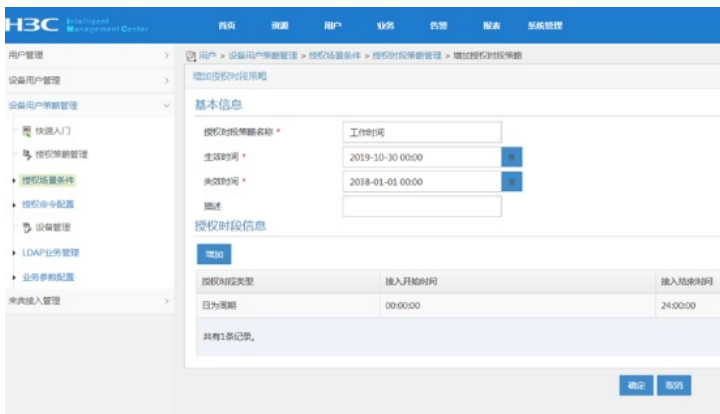 H3C Intelligent Management Center
首页 资源 用户 业务 告警 报表 系统管理
用户管理
设备用户管理
设备用户策略管理
快速入门
授权策略管理
授权场景条件
授权命令配置
设备管理
LDAP业务管理
业务参数配置
来宾接入管理
用户 > 设备用户策略管理 > 授权场景条件 > 授权时段策略管理 > 增加授权时段策略
增加授权时段策略
基本信息
授权时段策略名称 * 工作时间
生效时间 * 2019-10-30 00:00
失效时间 * 2038-01-01 00:00
描述
授权时段信息
增加
授权时段类型 接入开始时间 接入结束时间
日为周期 00:00:00 24:00:00
共有1条记录。
确定 取消